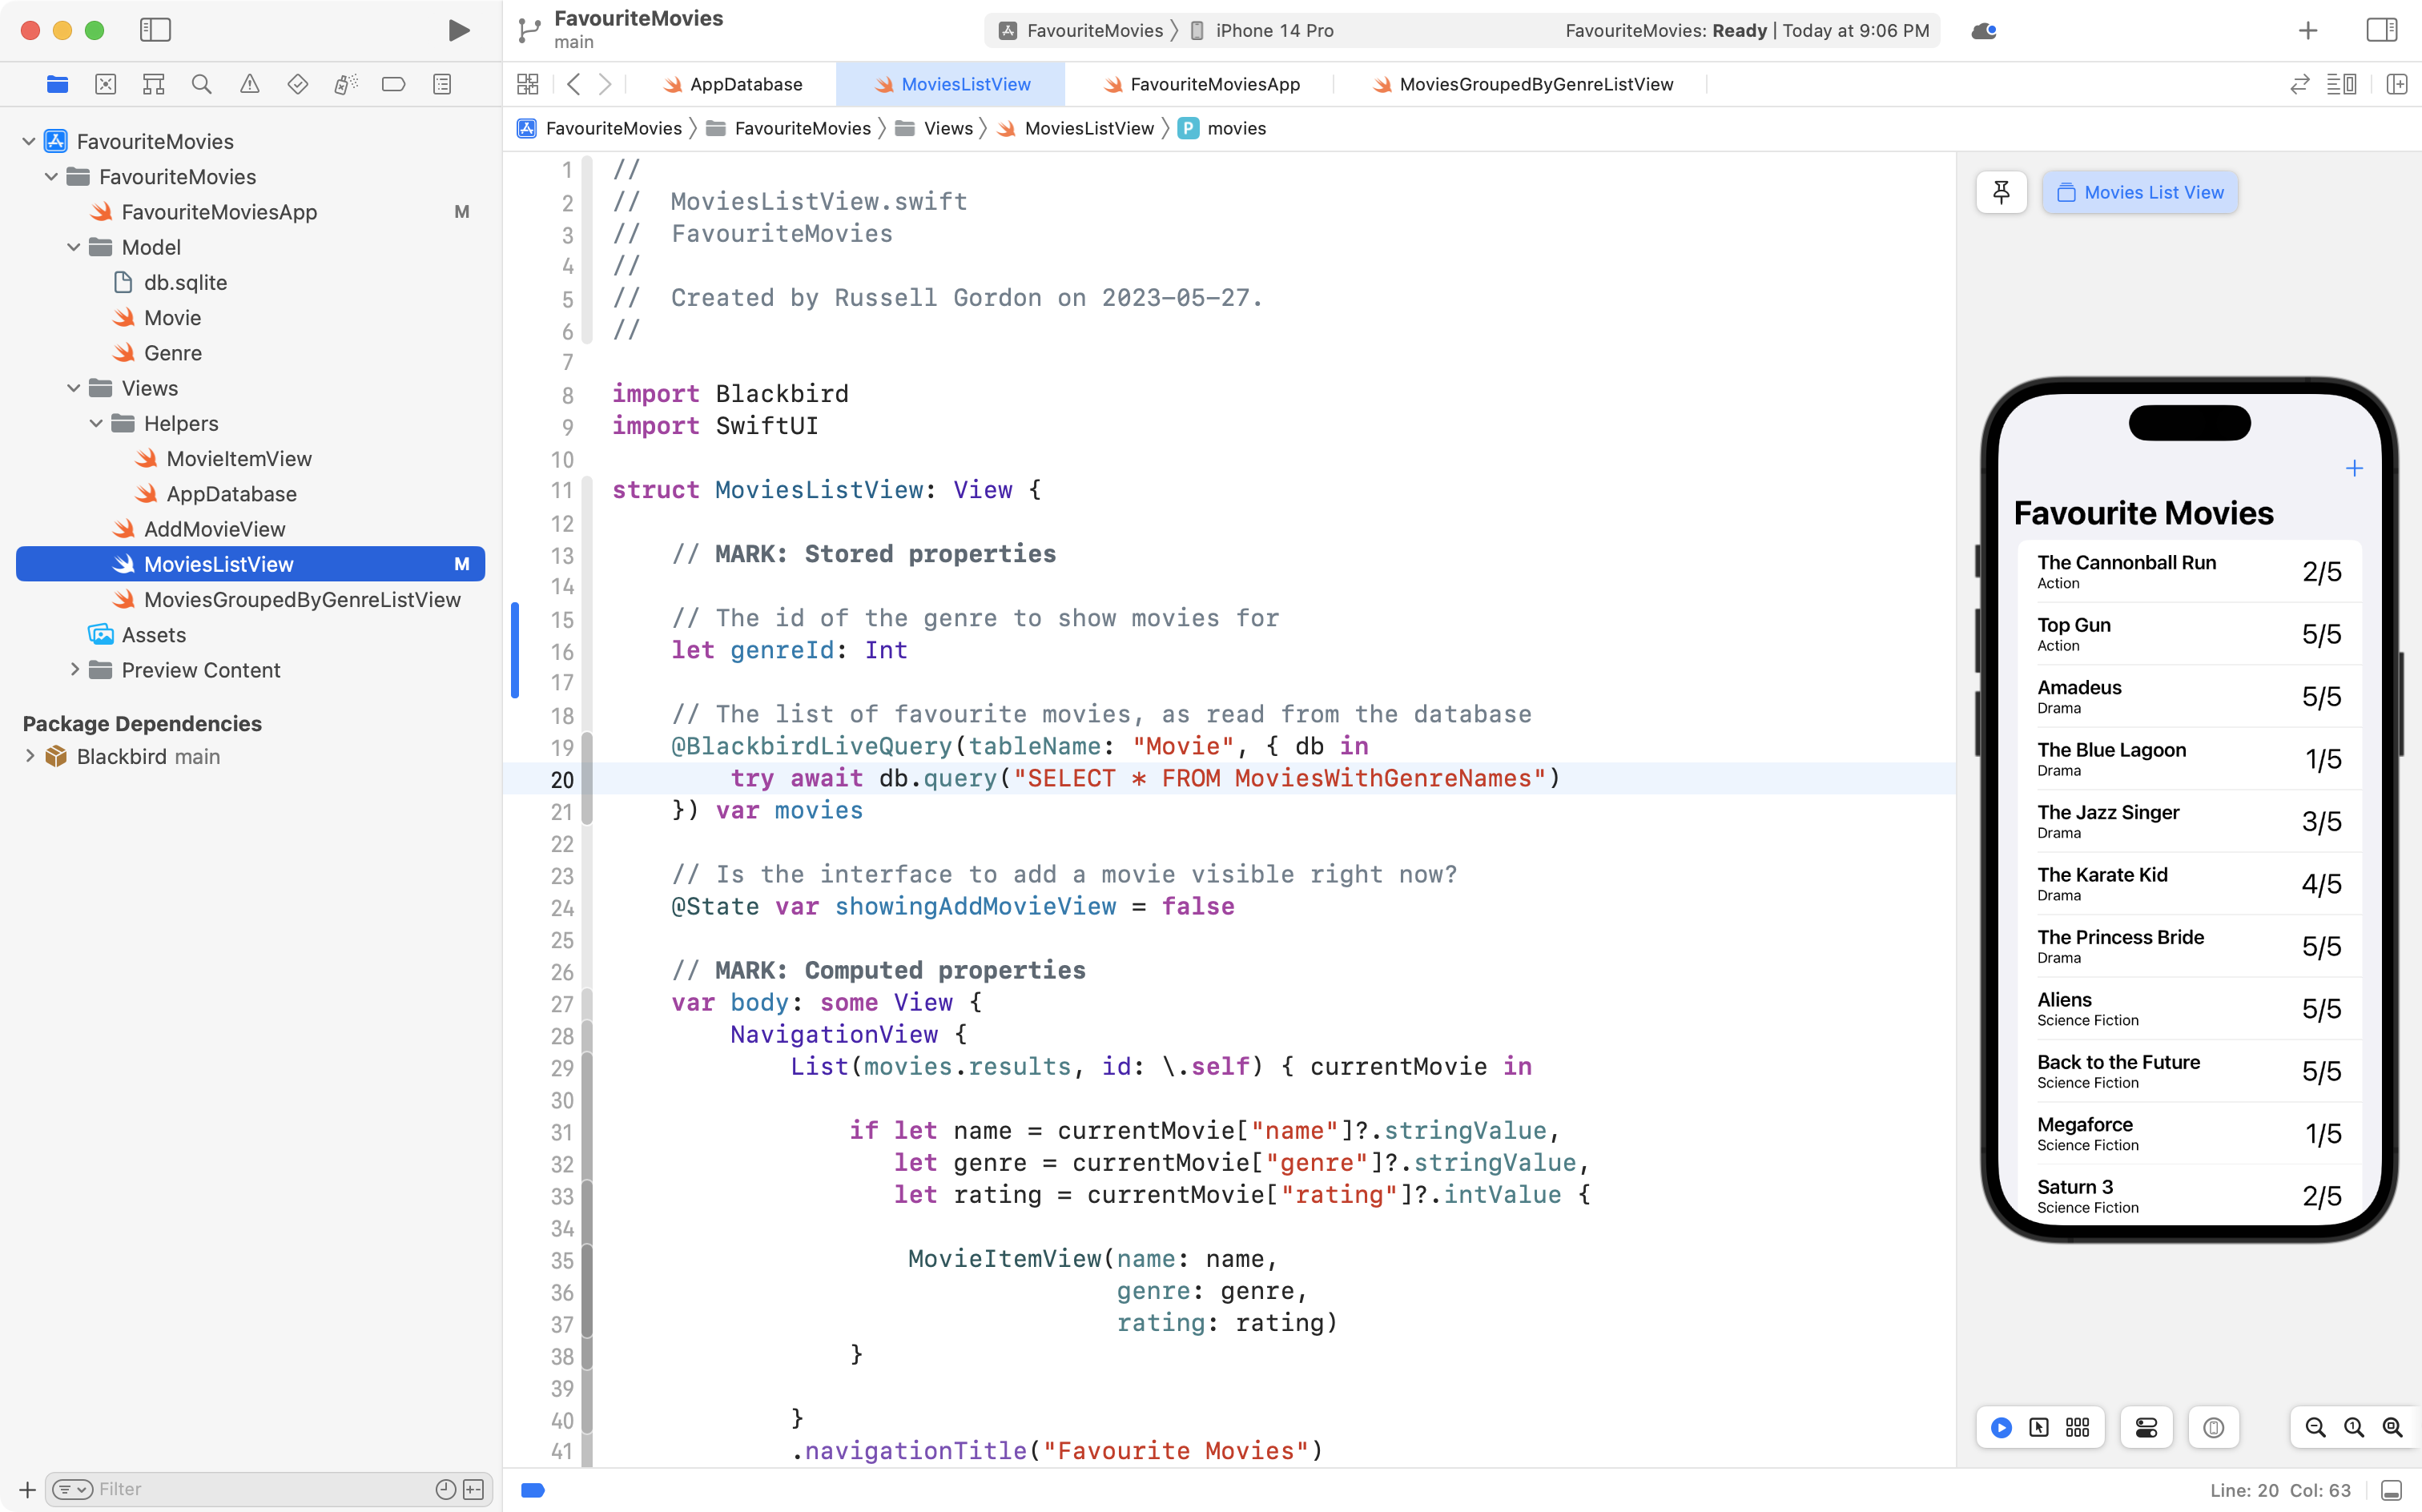 FavouriteMovies
main
FavouriteMovies 〉 iPhone 14 Pro
FavouriteMovies: Ready | Today at 9:06 PM
AppDatabase
MoviesListView
FavouriteMoviesApp
MoviesGroupedByGenreListView
FavouriteMovies 〉 FavouriteMovies 〉 Views 〉 MoviesListView 〉 P movies
FavouriteMovies
FavouriteMovies
FavouriteMoviesApp M
Model
db.sqlite
Movie
Genre
Views
Helpers
MovieItemView
AppDatabase
AddMovieView
MoviesListView M
MoviesGroupedByGenreListView
Assets
Preview Content
Package Dependencies
Blackbird main
Filter
1 //
2 //  MoviesListView.swift
3 //  FavouriteMovies
4 //
5 //  Created by Russell Gordon on 2023-05-27.
6 //
7
8 import Blackbird
9 import SwiftUI
10
11 struct MoviesListView: View {
12
13     // MARK: Stored properties
14
15     // The id of the genre to show movies for
16     let genreId: Int
17
18     // The list of favourite movies, as read from the database
19     @BlackbirdLiveQuery(tableName: "Movie", { db in
20         try await db.query("SELECT * FROM MoviesWithGenreNames")
21     }) var movies
22
23     // Is the interface to add a movie visible right now?
24     @State var showingAddMovieView = false
25
26     // MARK: Computed properties
27     var body: some View {
28         NavigationView {
29             List(movies.results, id: \.self) { currentMovie in
30
31                 if let name = currentMovie["name"]?.stringValue,
32                    let genre = currentMovie["genre"]?.stringValue,
33                    let rating = currentMovie["rating"]?.intValue {
34
35                     MovieItemView(name: name,
36                                   genre: genre,
37                                   rating: rating)
38                 }
39
40             }
41             .navigationTitle("Favourite Movies")
Movies List View
Favourite Movies
The Cannonball Run
Action
2/5
Top Gun
Action
5/5
Amadeus
Drama
5/5
The Blue Lagoon
Drama
1/5
The Jazz Singer
Drama
3/5
The Karate Kid
Drama
4/5
The Princess Bride
Drama
5/5
Aliens
Science Fiction
5/5
Back to the Future
Science Fiction
5/5
Megaforce
Science Fiction
1/5
Saturn 3
Science Fiction
2/5
Line: 20 Col: 63